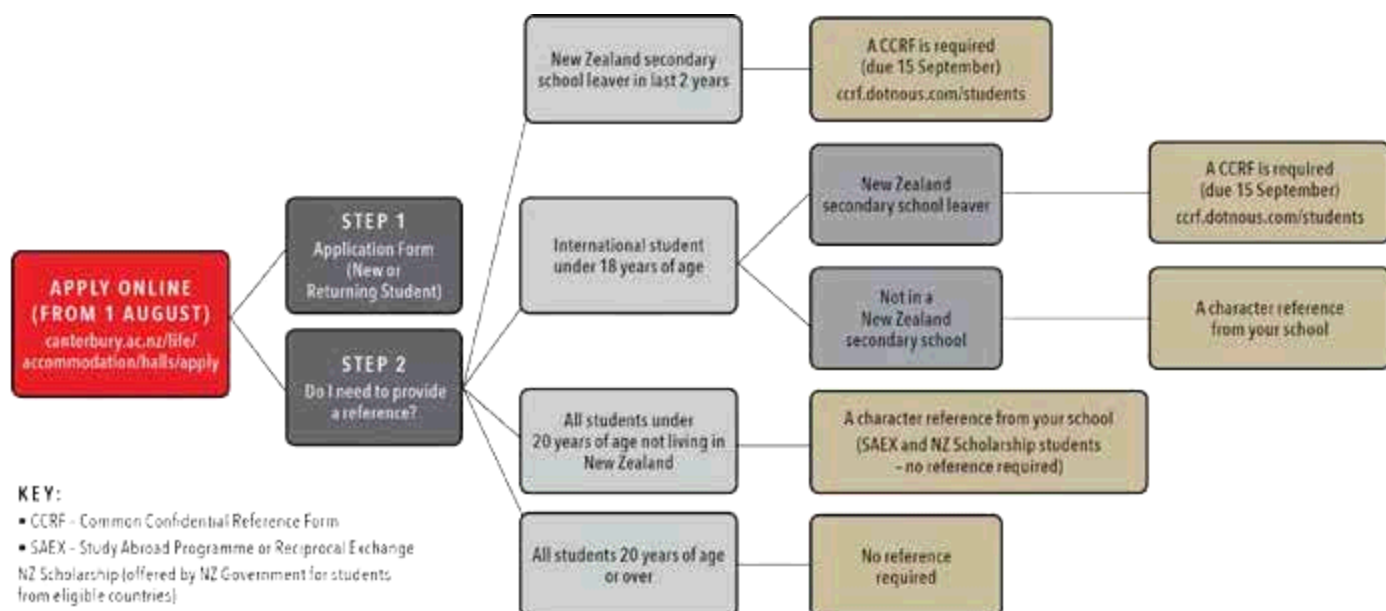 APPLY ONLINE
(FROM 1 AUGUST)
canterbury.ac.nz/life/
accommodation/halls/apply
STEP 1
Application Form
(New or
Returning Student)
STEP 2
Do I need to provide
a reference?
New Zealand secondary
school leaver in last 2 years
A CCRF is required
(due 15 September)
ccrf.dotnous.com/students
International student
under 18 years of age
New Zealand
secondary school leaver
A CCRF is required
(due 15 September)
ccrf.dotnous.com/students
Not in a
New Zealand
secondary school
A character reference
from your school
All students under
20 years of age not living in
New Zealand
A character reference from your school
(SAEX and NZ Scholarship students
– no reference required)
All students 20 years of age
or over
No reference
required
KEY:
• CCRF - Common Confidential Reference Form
• SAEX - Study Abroad Programme or Reciprocal Exchange
NZ Scholarship (offered by NZ Government for students
from eligible countries)